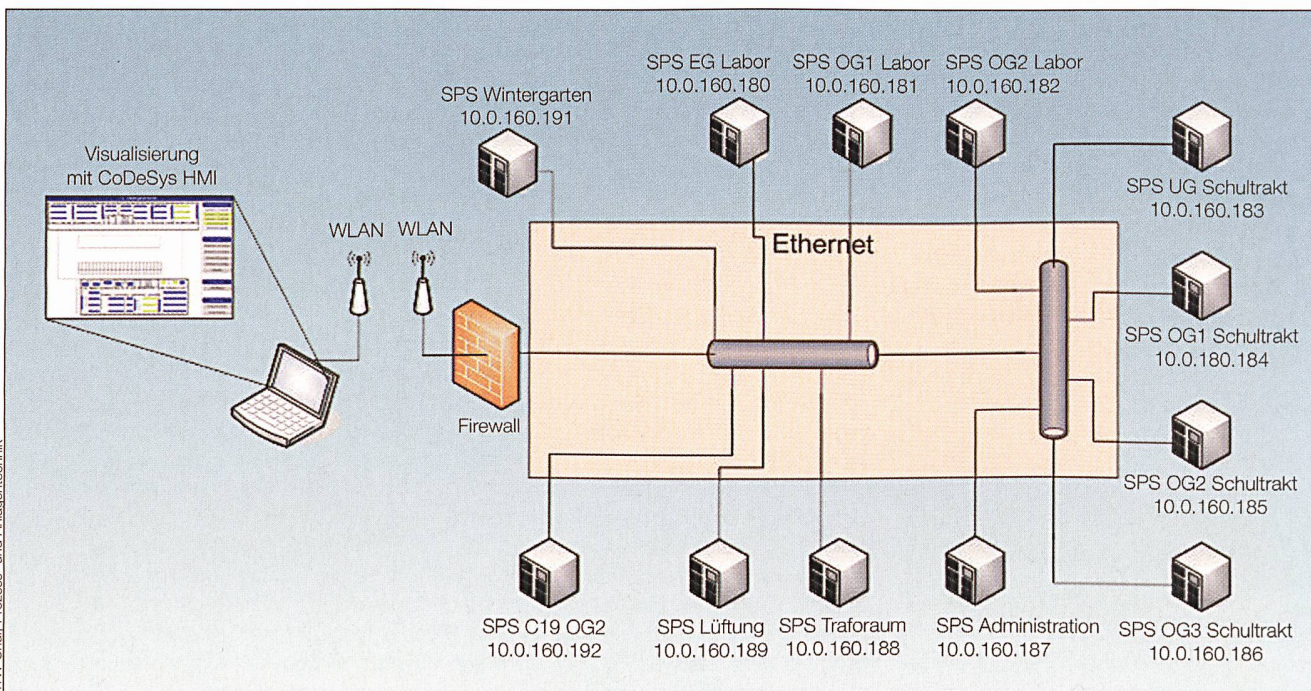 SPS EG Labor
10.0.160.180
SPS OG1 Labor
10.0.160.181
SPS OG2 Labor
10.0.160.182
SPS Wintergarten
10.0.160.191
Visualisierung
mit CoDeSys HMI
WLAN
WLAN
SPS UG Schultrakt
10.0.160.183
Ethernet
SPS OG1 Schultrakt
10.0.180.184
Firewall
SPS OG2 Schultrakt
10.0.160.185
SPS C19 OG2
10.0.160.192
SPS Lüftung
10.0.160.189
SPS Traforaum
10.0.160.188
SPS Administration
10.0.160.187
SPS OG3 Schultrakt
10.0.160.186